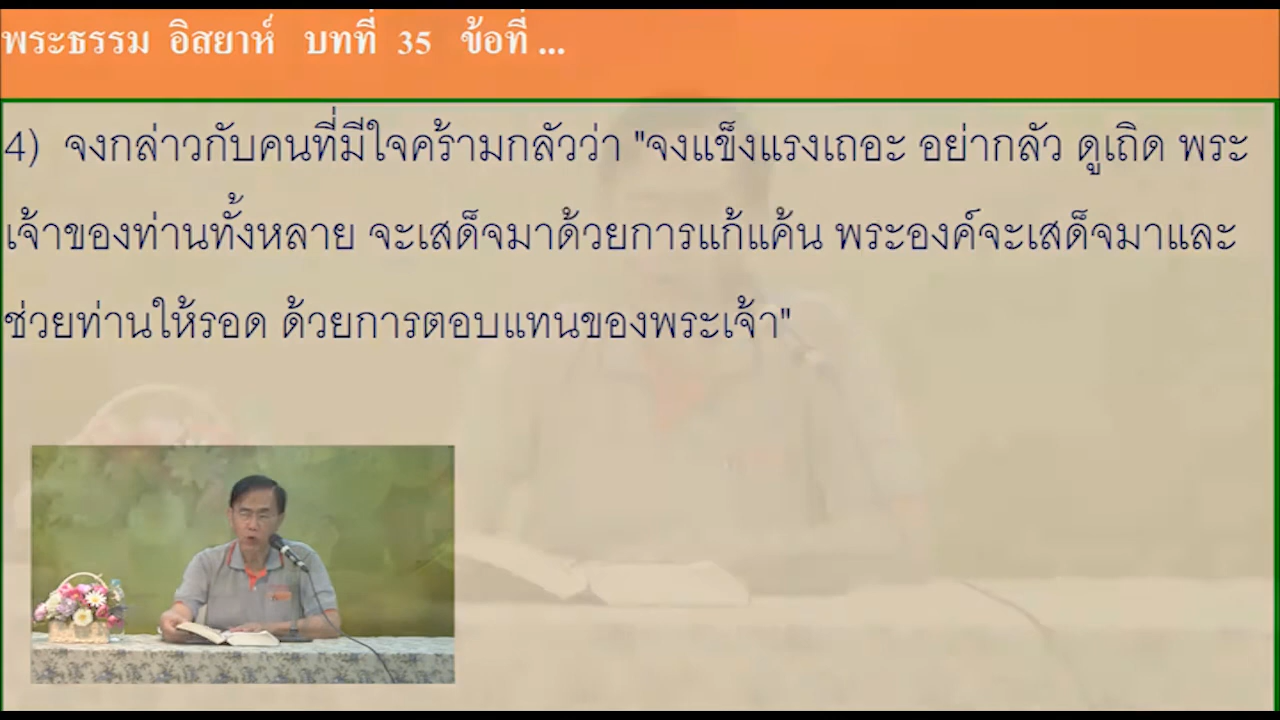 พระธรรม อิสยาห์ บทที่ 35 ข้อที่ ...
4) จงกล่าวกับคนที่มีใจคร้ามกลัวว่า "จงแข็งแรงเถอะ อย่ากลัว ดูเถิด พระ
เจ้าของท่านทั้งหลาย จะเสด็จมาด้วยการแก้แค้น พระองค์จะเสด็จมาและ
ช่วยท่านให้รอด ด้วยการตอบแทนของพระเจ้า"